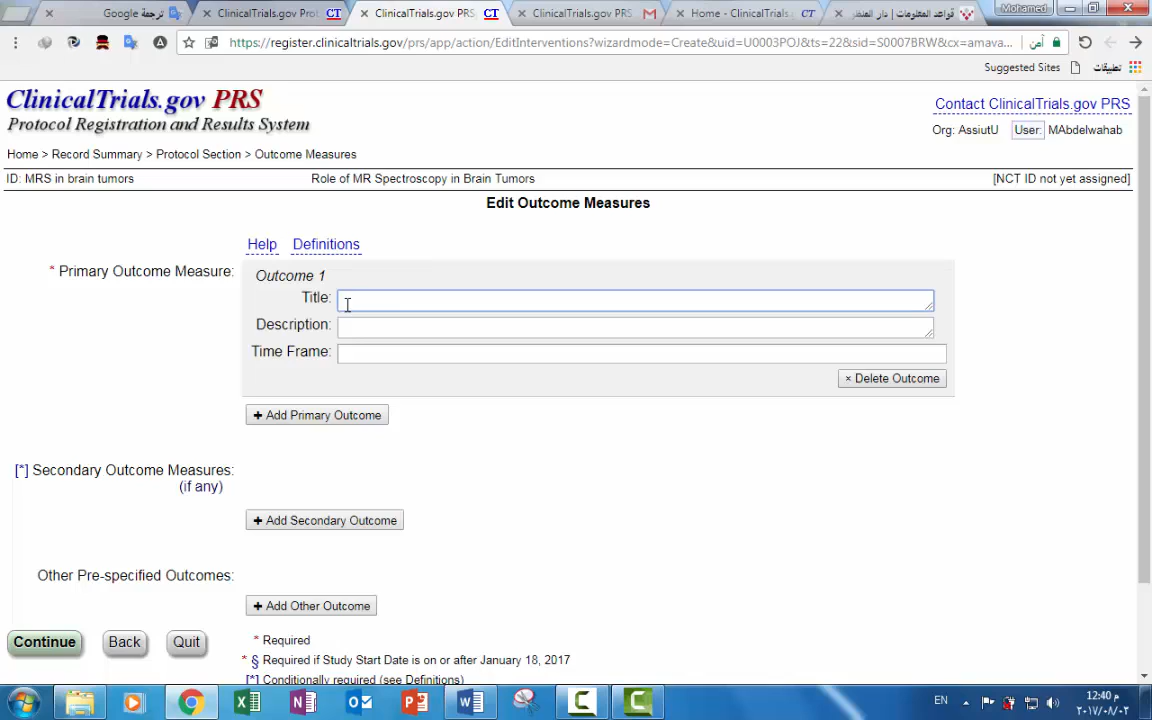 ترجمة Google
ClinicalTrials.gov Prot
ClinicalTrials.gov PRS
ClinicalTrials.gov PRS
Home - ClinicalTrials.
قواعد المعلومات | دار المنظو
Mohamed
https://register.clinicaltrials.gov/prs/app/action/EditInterventions?wizardmode=Create&uid=U0003POJ&ts=22&sid=S0007BRW&cx=amava...
آمن
Suggested Sites
تطبيقات
ClinicalTrials.gov PRS
Protocol Registration and Results System
Contact ClinicalTrials.gov PRS
Org: AssiutU User: MAbdelwahab
Home > Record Summary > Protocol Section > Outcome Measures
ID: MRS in brain tumors Role of MR Spectroscopy in Brain Tumors [NCT ID not yet assigned]
Edit Outcome Measures
Help Definitions
* Primary Outcome Measure:
Outcome 1
Title:
Description:
Time Frame:
× Delete Outcome
+ Add Primary Outcome
[*] Secondary Outcome Measures:
(if any)
+ Add Secondary Outcome
Other Pre-specified Outcomes:
+ Add Other Outcome
Continue Back Quit
* Required
* § Required if Study Start Date is on or after January 18, 2017
[*] Conditionally required (see Definitions)
EN
12:40 م
٢٠١٧/٠٨/٠٢